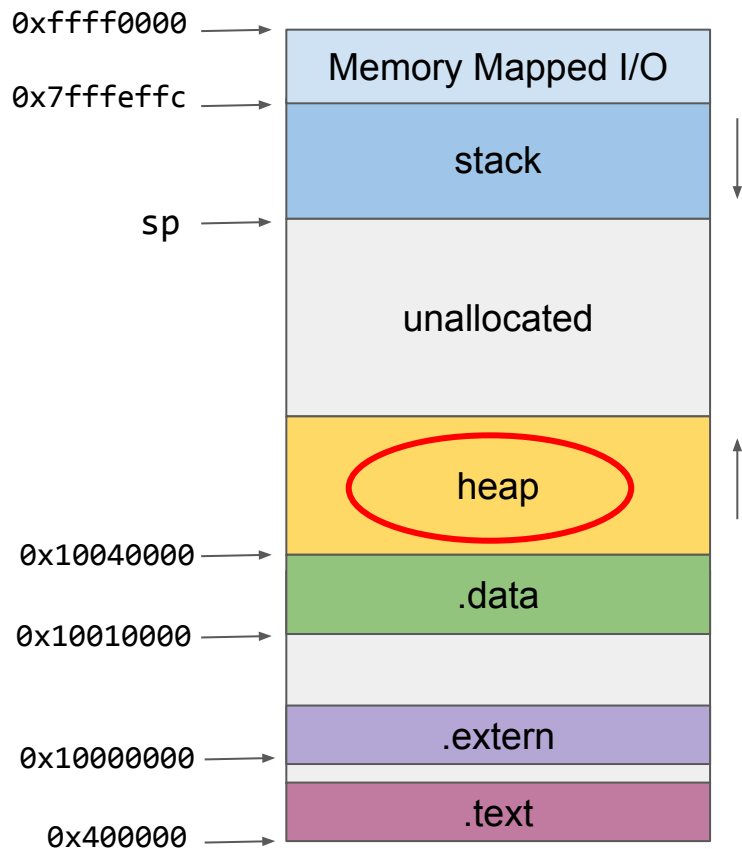 0xffff0000
Memory Mapped I/O
0x7fffeffc
stack
sp
unallocated
heap
0x10040000
.data
0x10010000
.extern
0x10000000
.text
0x400000